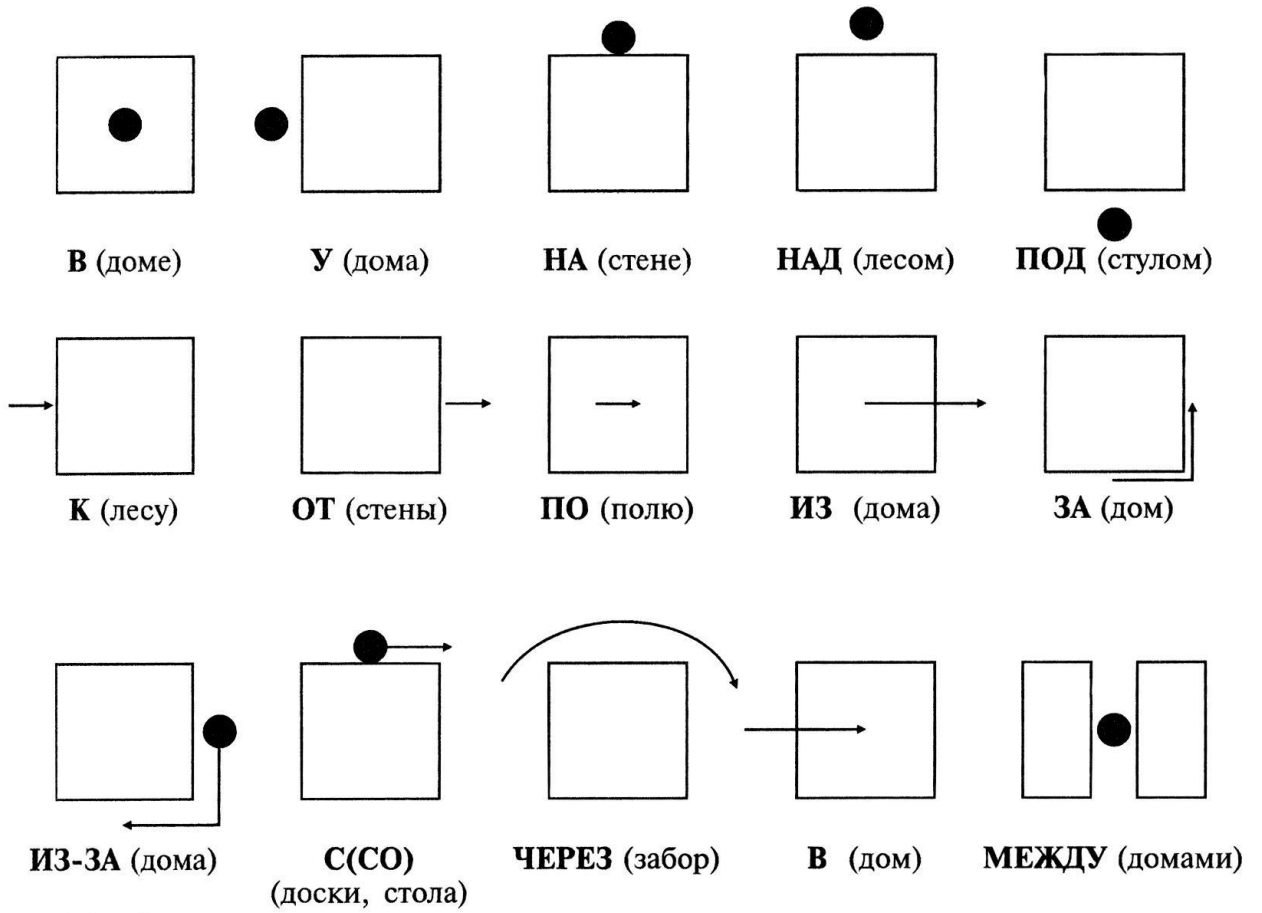 В (доме) У (дома) НА (стене) НАД (лесом) ПОД (стулом)
К (лесу) ОТ (стены) ПО (полю) ИЗ (дома) ЗА (дом)
ИЗ-ЗА (дома) С(СО) ЧЕРЕЗ (забор) В (дом) МЕЖДУ (домами)
(доски, стола)